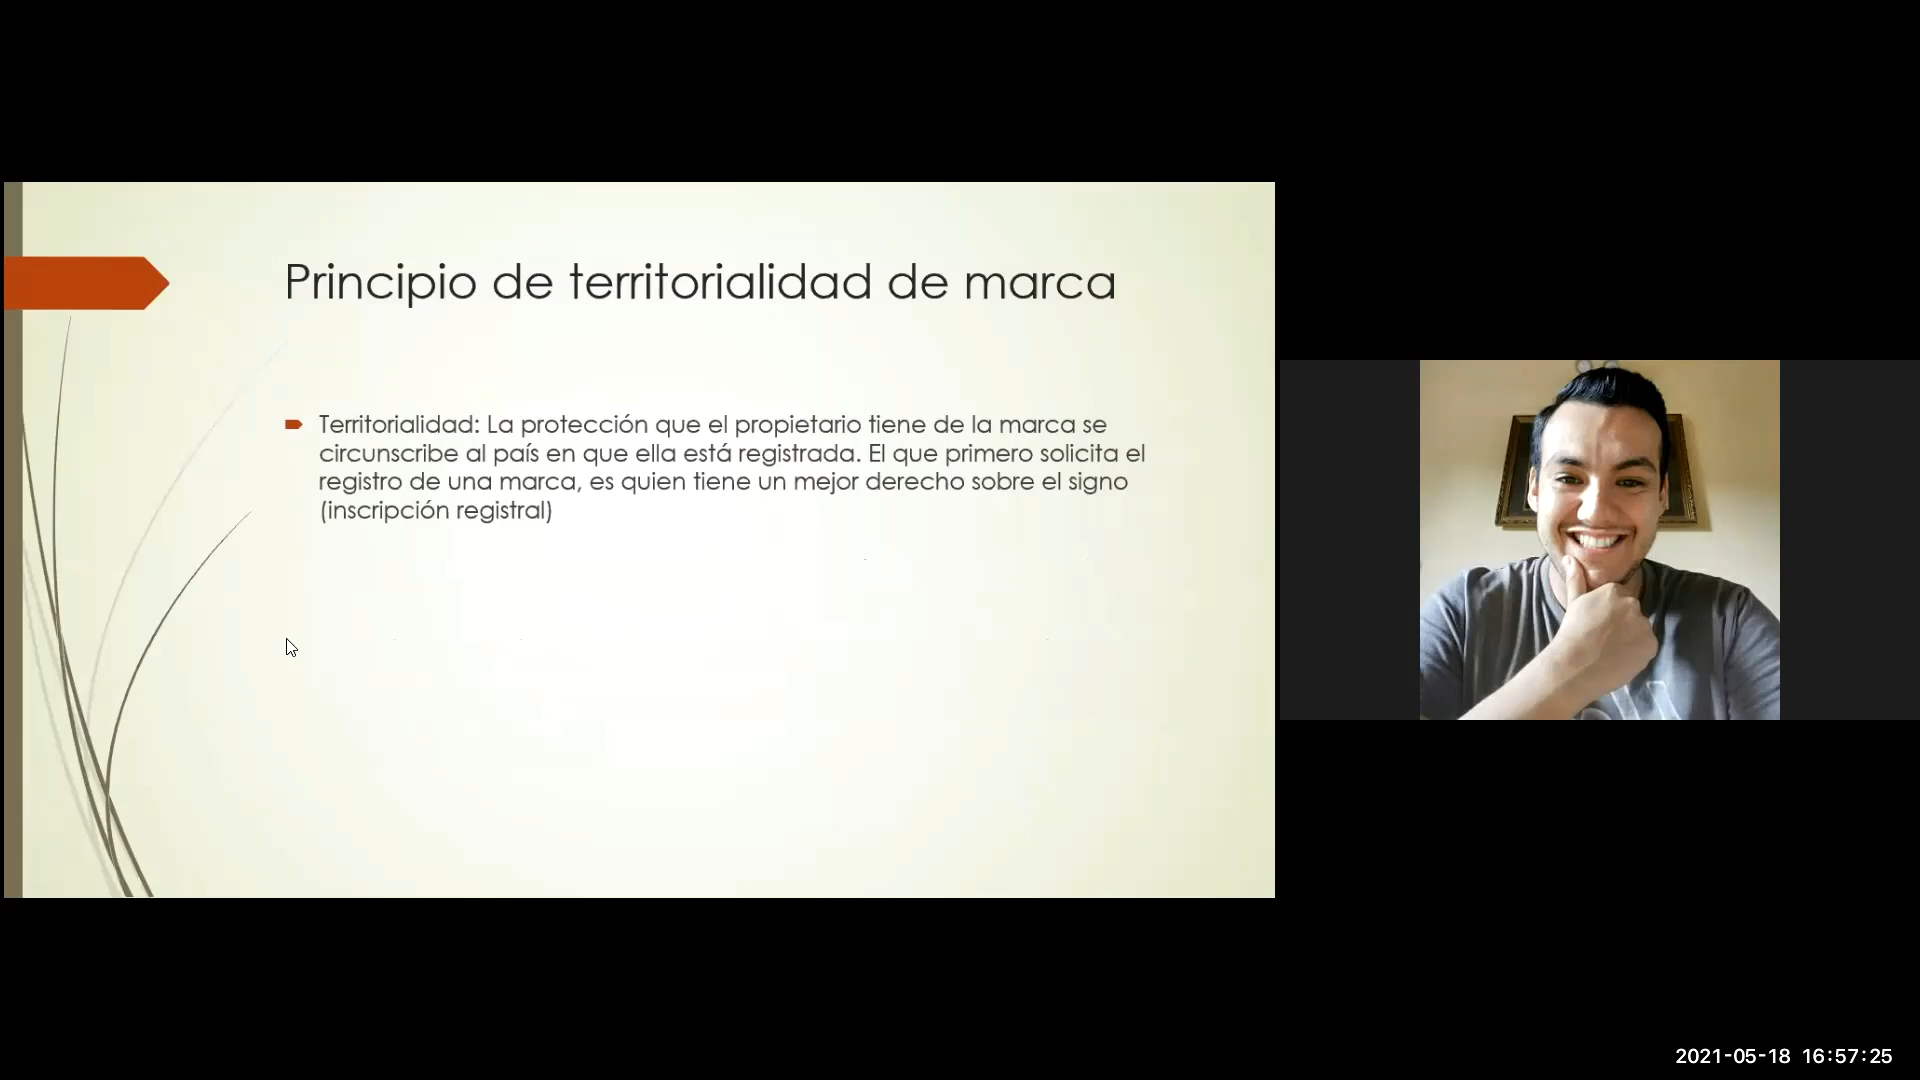 Principio de territorialidad de marca
Territorialidad: La protección que el propietario tiene de la marca se
circunscribe al país en que ella está registrada. El que primero solicita el
registro de una marca, es quien tiene un mejor derecho sobre el signo
(inscripción registral)
2021-05-18 16:57:25